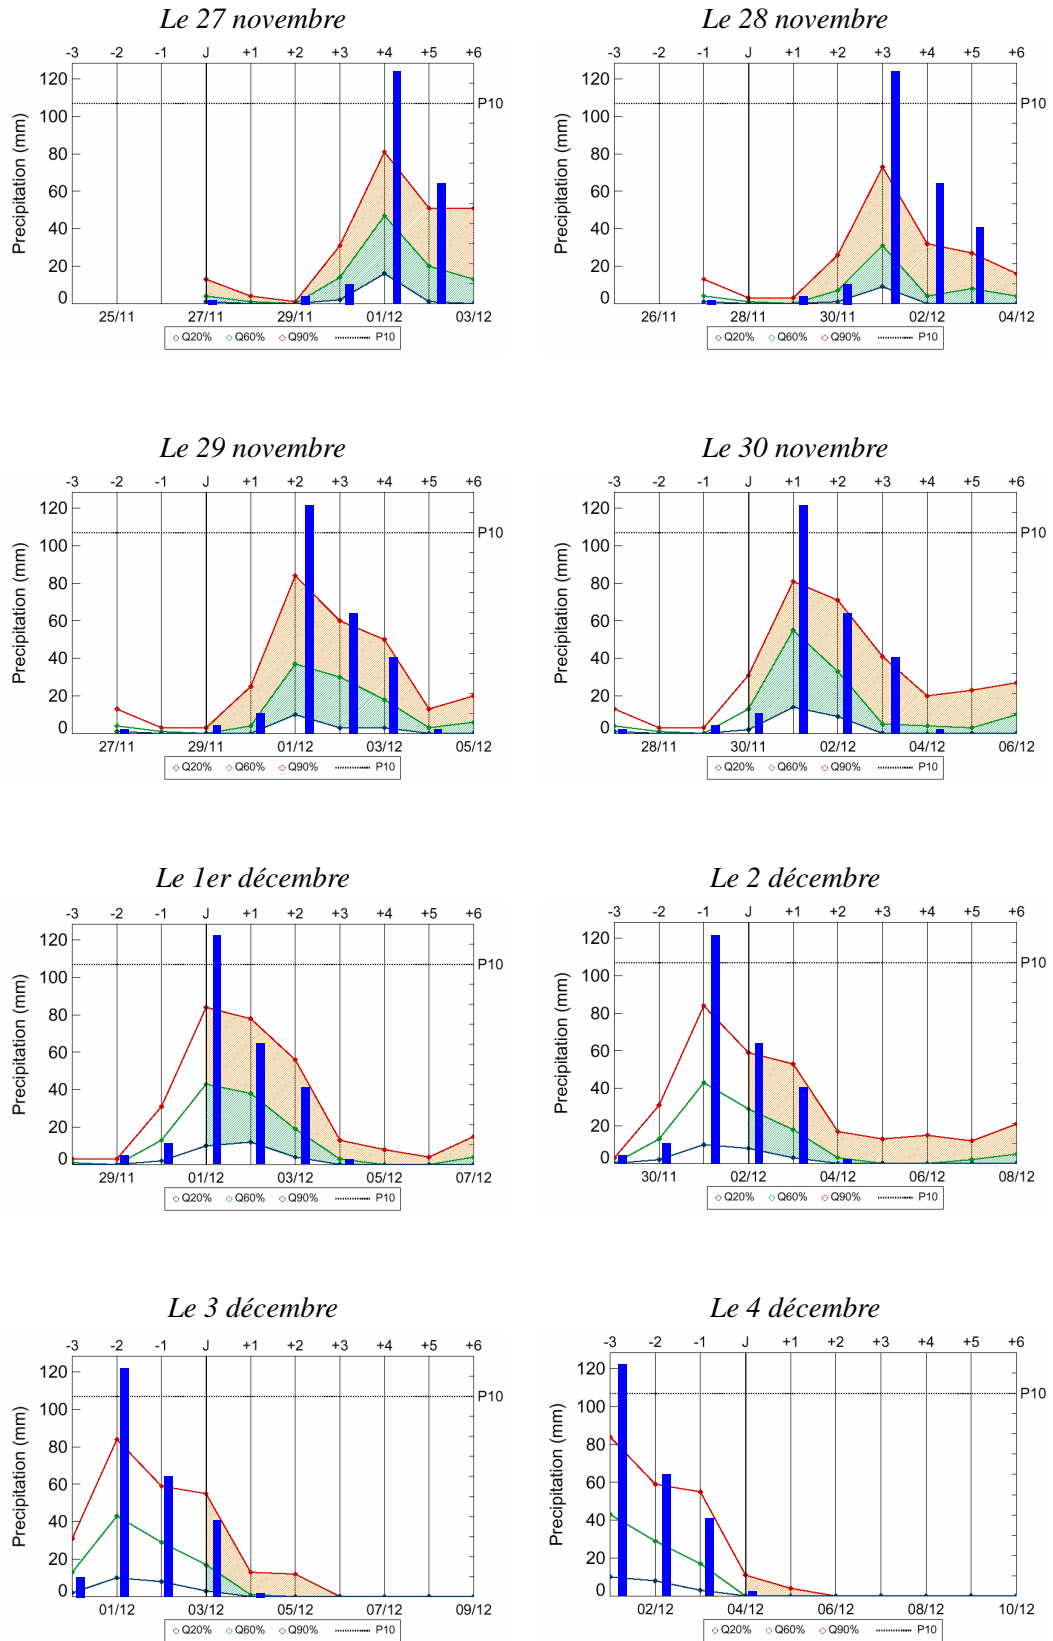 Le 27 novembre
-3 -2 -1 J +1 +2 +3 +4 +5 +6
Precipitation (mm)
120
100
80
60
40
20
0
P10
25/11 27/11 29/11 01/12 03/12
Q20% Q60% Q90% P10
Le 28 novembre
-3 -2 -1 J +1 +2 +3 +4 +5 +6
Precipitation (mm)
120
100
80
60
40
20
0
P10
26/11 28/11 30/11 02/12 04/12
Q20% Q60% Q90% P10
Le 29 novembre
-3 -2 -1 J +1 +2 +3 +4 +5 +6
Precipitation (mm)
120
100
80
60
40
20
0
P10
27/11 29/11 01/12 03/12 05/12
Q20% Q60% Q90% P10
Le 30 novembre
-3 -2 -1 J +1 +2 +3 +4 +5 +6
Precipitation (mm)
120
100
80
60
40
20
0
P10
28/11 30/11 02/12 04/12 06/12
Q20% Q60% Q90% P10
Le 1er décembre
-3 -2 -1 J +1 +2 +3 +4 +5 +6
Precipitation (mm)
120
100
80
60
40
20
0
P10
29/11 01/12 03/12 05/12 07/12
Q20% Q60% Q90% P10
Le 2 décembre
-3 -2 -1 J +1 +2 +3 +4 +5 +6
Precipitation (mm)
120
100
80
60
40
20
0
P10
30/11 02/12 04/12 06/12 08/12
Q20% Q60% Q90% P10
Le 3 décembre
-3 -2 -1 J +1 +2 +3 +4 +5 +6
Precipitation (mm)
120
100
80
60
40
20
0
P10
01/12 03/12 05/12 07/12 09/12
Q20% Q60% Q90% P10
Le 4 décembre
-3 -2 -1 J +1 +2 +3 +4 +5 +6
Precipitation (mm)
120
100
80
60
40
20
0
P10
02/12 04/12 06/12 08/12 10/12
Q20% Q60% Q90% P10